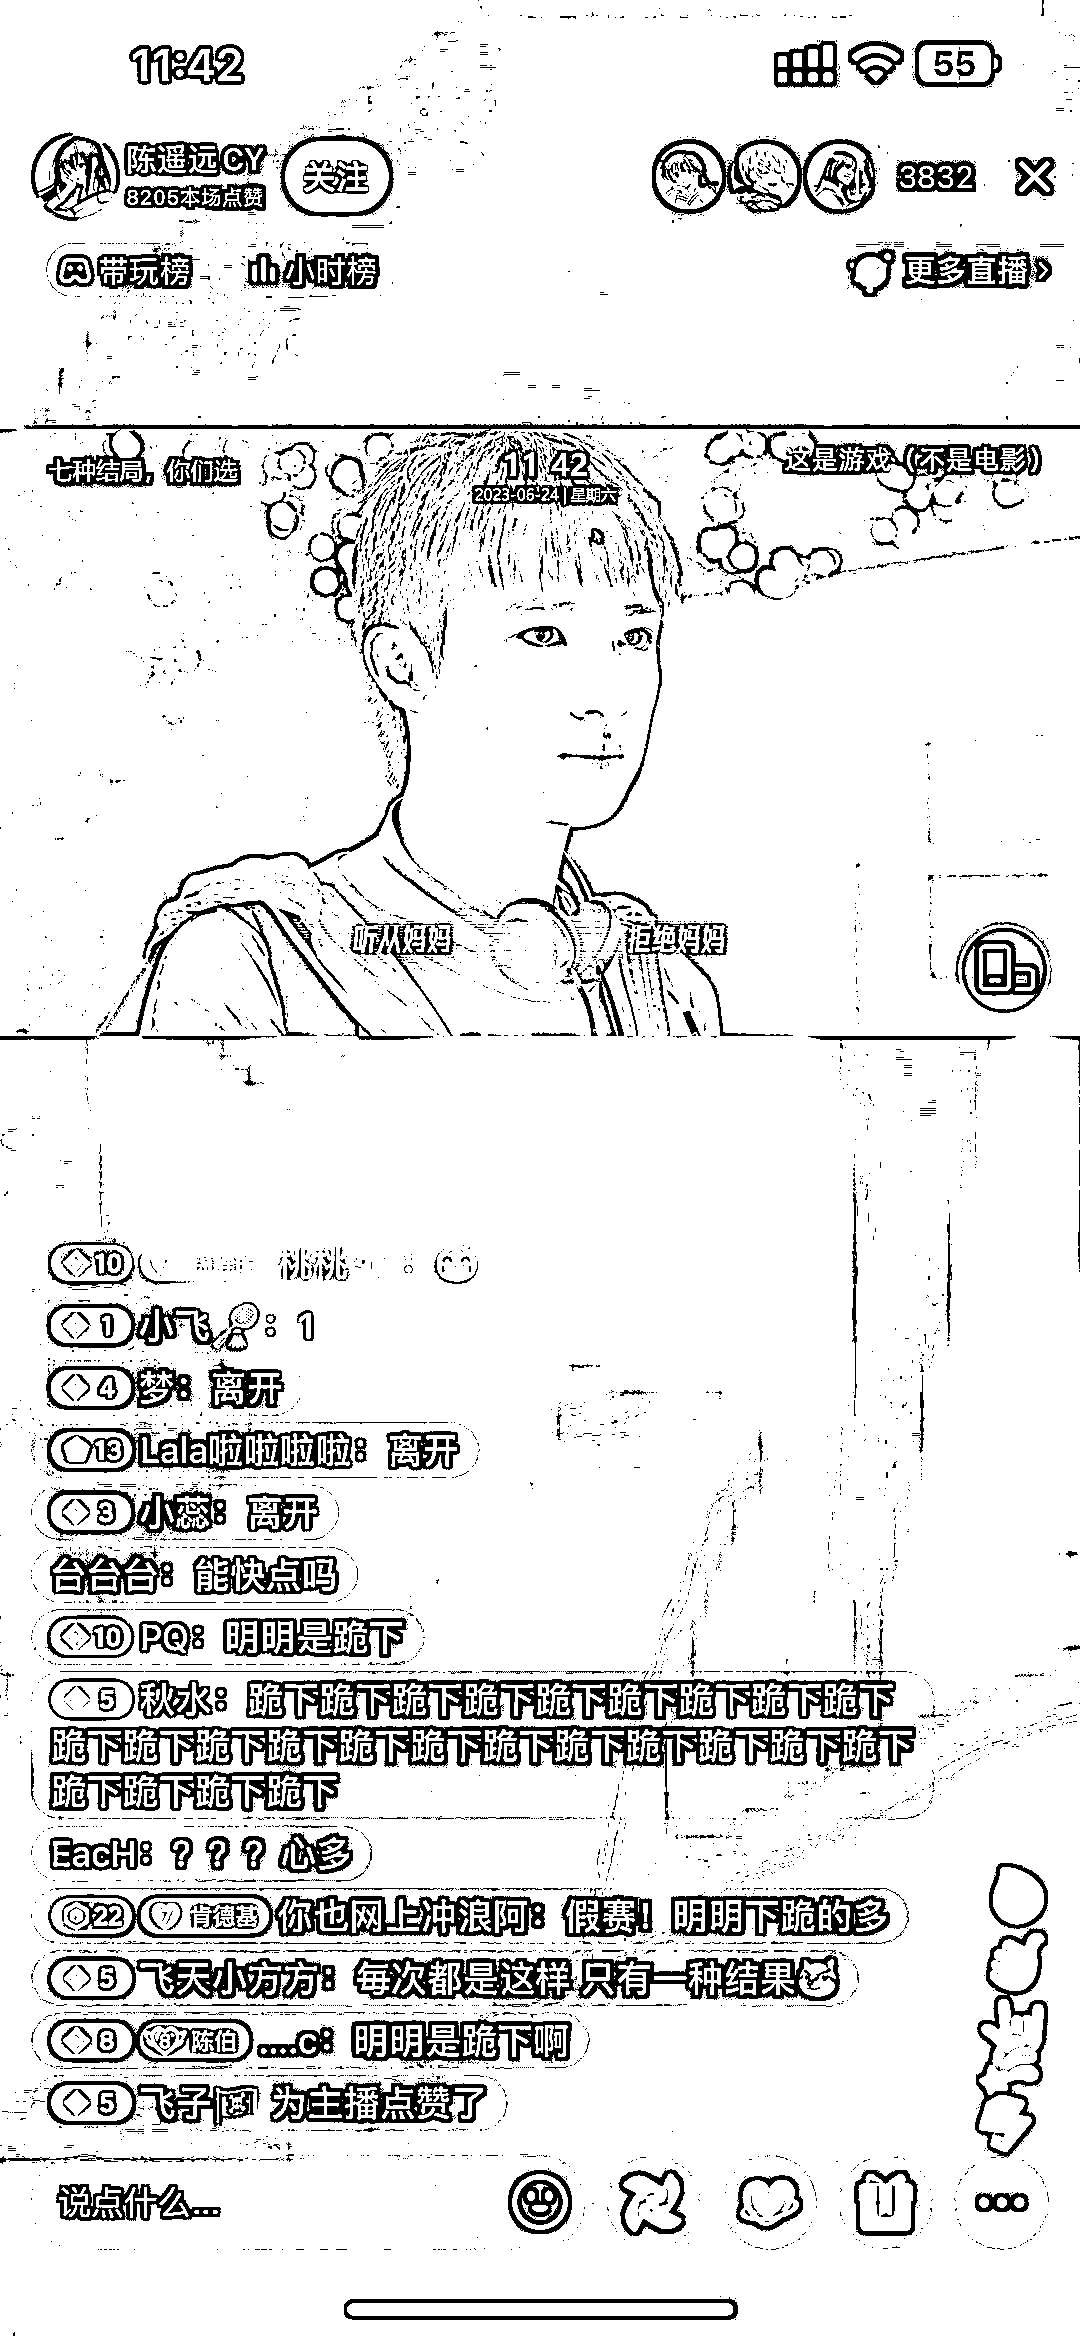 11:42
55
陈遥远CY
8205本场点赞
关注
3832
带玩榜
小时榜
更多直播
七种结局，你们选
11 42
2023-06-24 | 星期六
这是游戏（不是电影）
听从妈妈
拒绝妈妈
10 桃桃 :
1 小飞： 1
4 梦： 离开
13 Lala啦啦啦啦： 离开
3 小蕊： 离开
台台台： 能快点吗
10 PQ： 明明是跪下
5 秋水： 跪下跪下跪下跪下跪下跪下跪下跪下跪下
跪下跪下跪下跪下跪下跪下跪下跪下跪下跪下跪下跪下
跪下跪下跪下跪下
EacH： ？？？心多
22 7 肯德基 你也网上冲浪阿： 假赛！ 明明下跪的多
5 飞天小方方： 每次都是这样 只有一种结果
8 8 陈伯 ....c： 明明是跪下啊
5 飞子 为主播点赞了
说点什么...